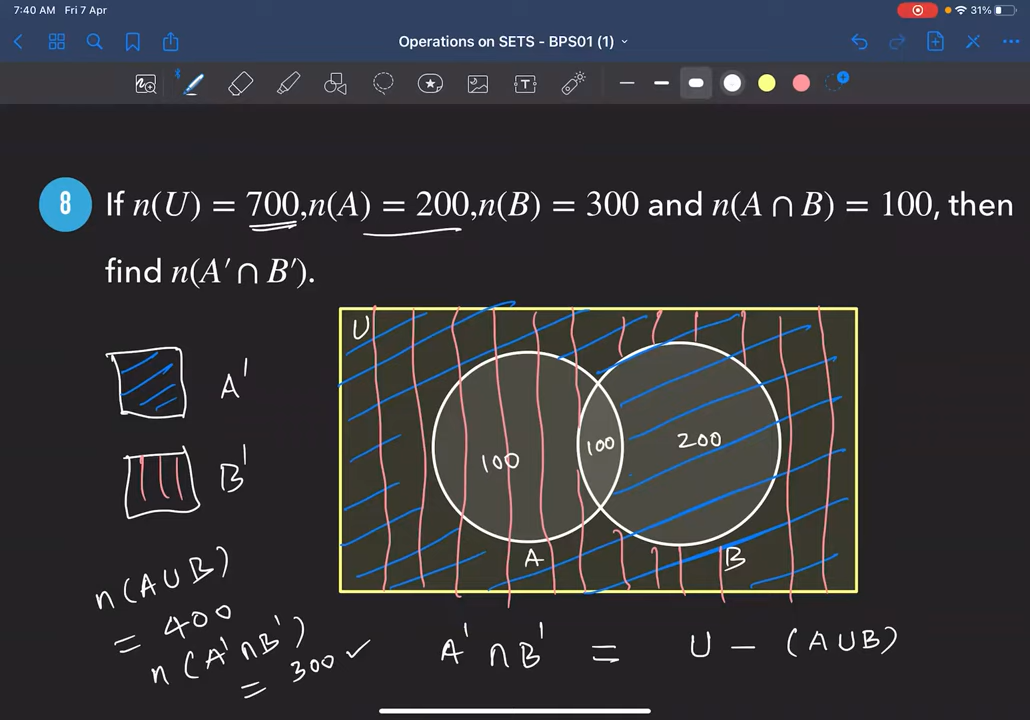 7:40 AM Fri 7 Apr
31%
Operations on SETS - BPS01 (1)
8 If n(U) = 700,n(A) = 200,n(B) = 300 and n(A ∩ B) = 100, then
find n(A′ ∩ B′).
U
A'
100
100
200
B'
A
B
n(A∪B)
= 400
n(A'∩B')
= 300 ✓
A' ∩ B' = U − (A∪B)